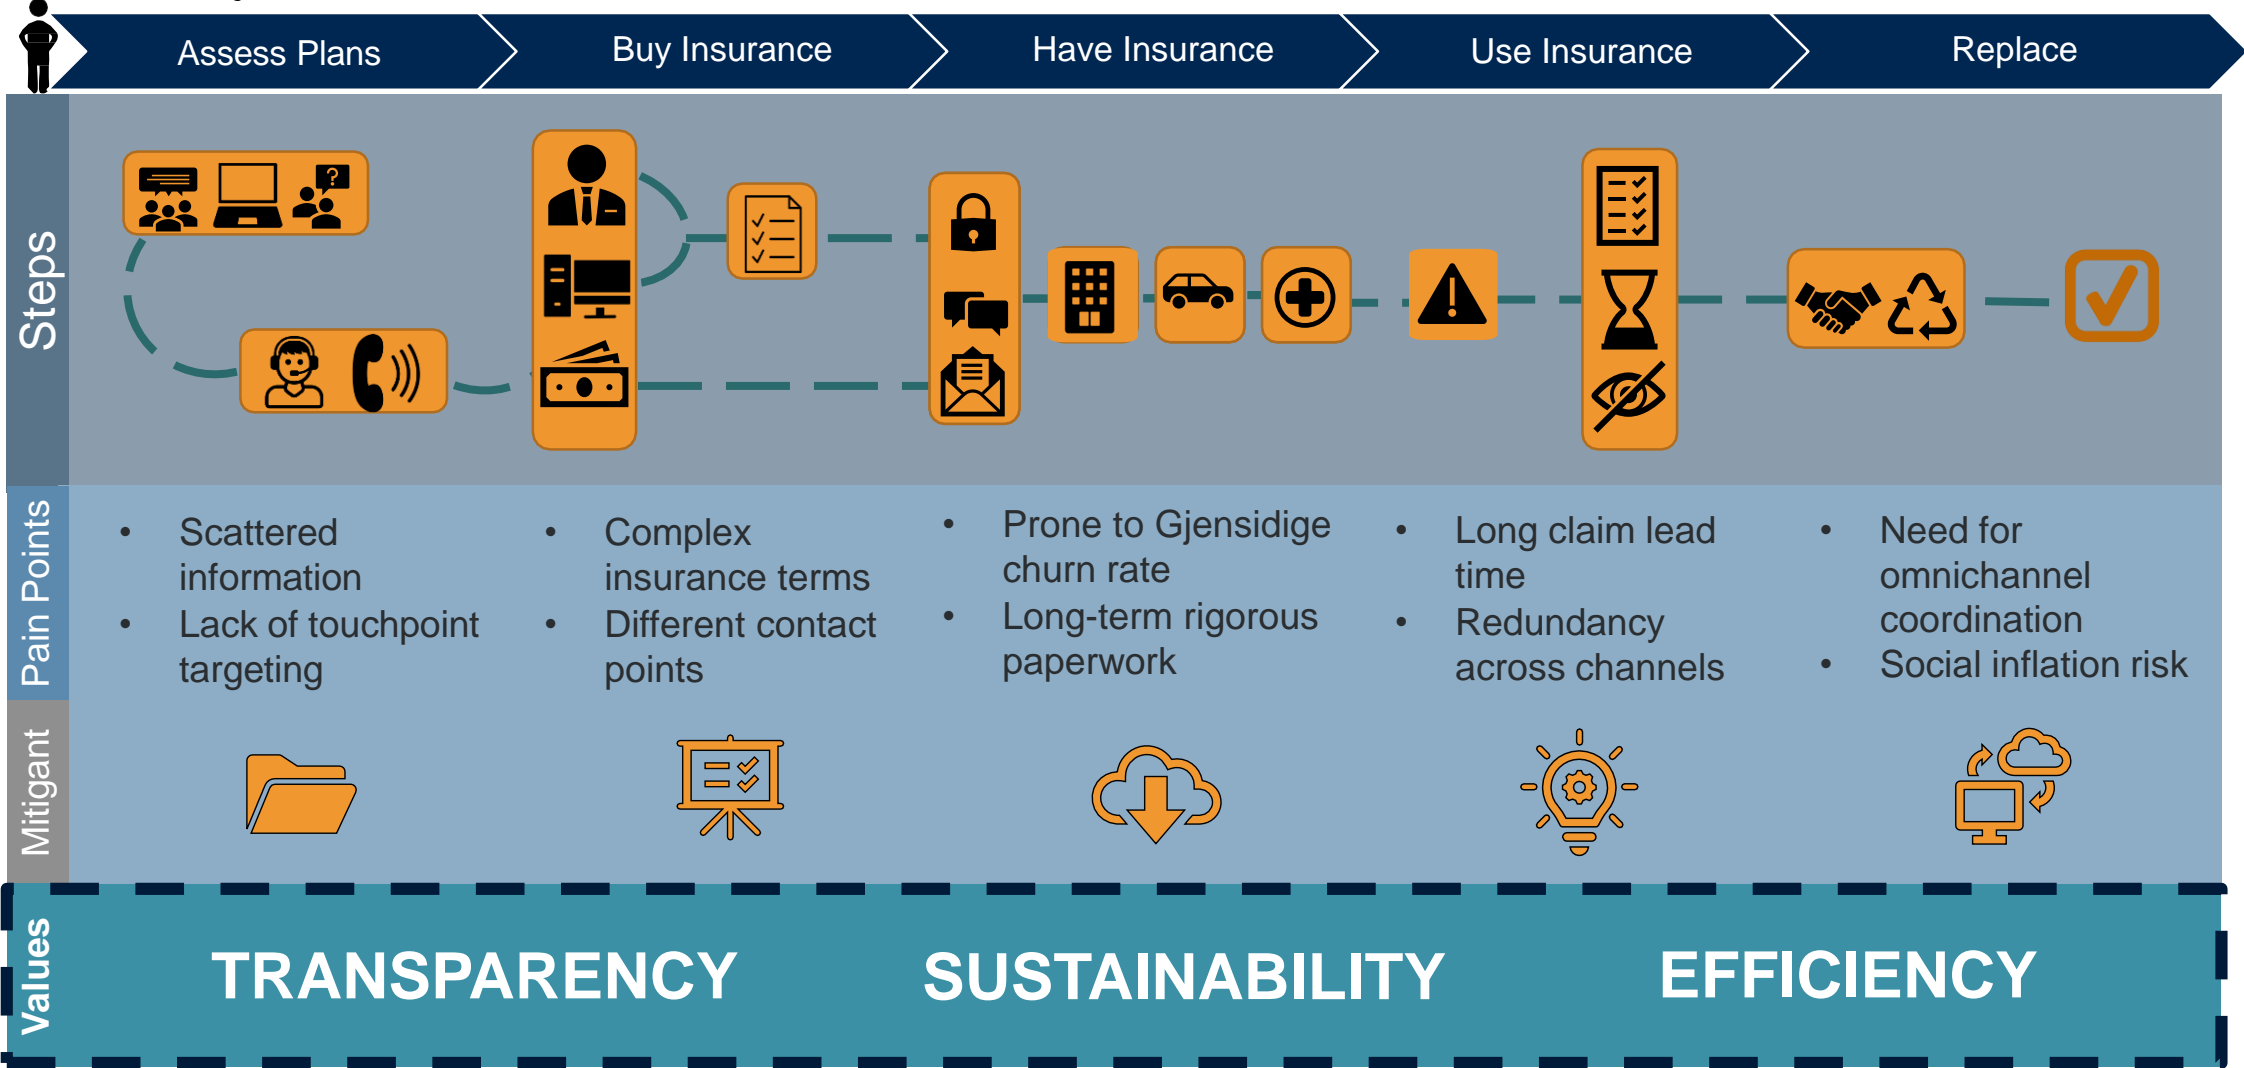 Assess Plans
Buy Insurance
Have Insurance
Use Insurance
Replace
Steps
?
Pain Points
• Scattered
information
• Lack of touchpoint
targeting
• Complex
insurance terms
• Different contact
points
• Prone to Gjensidige
churn rate
• Long-term rigorous
paperwork
• Long claim lead
time
• Redundancy
across channels
• Need for
omnichannel
coordination
• Social inflation risk
Mitigant
Values
TRANSPARENCY
SUSTAINABILITY
EFFICIENCY